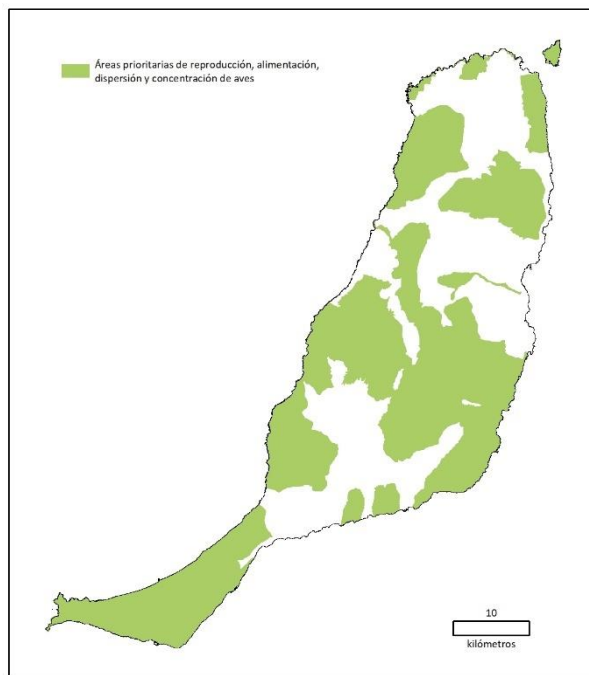 Áreas prioritarias de reproducción, alimentación,
dispersión y concentración de aves
10
kilómetros